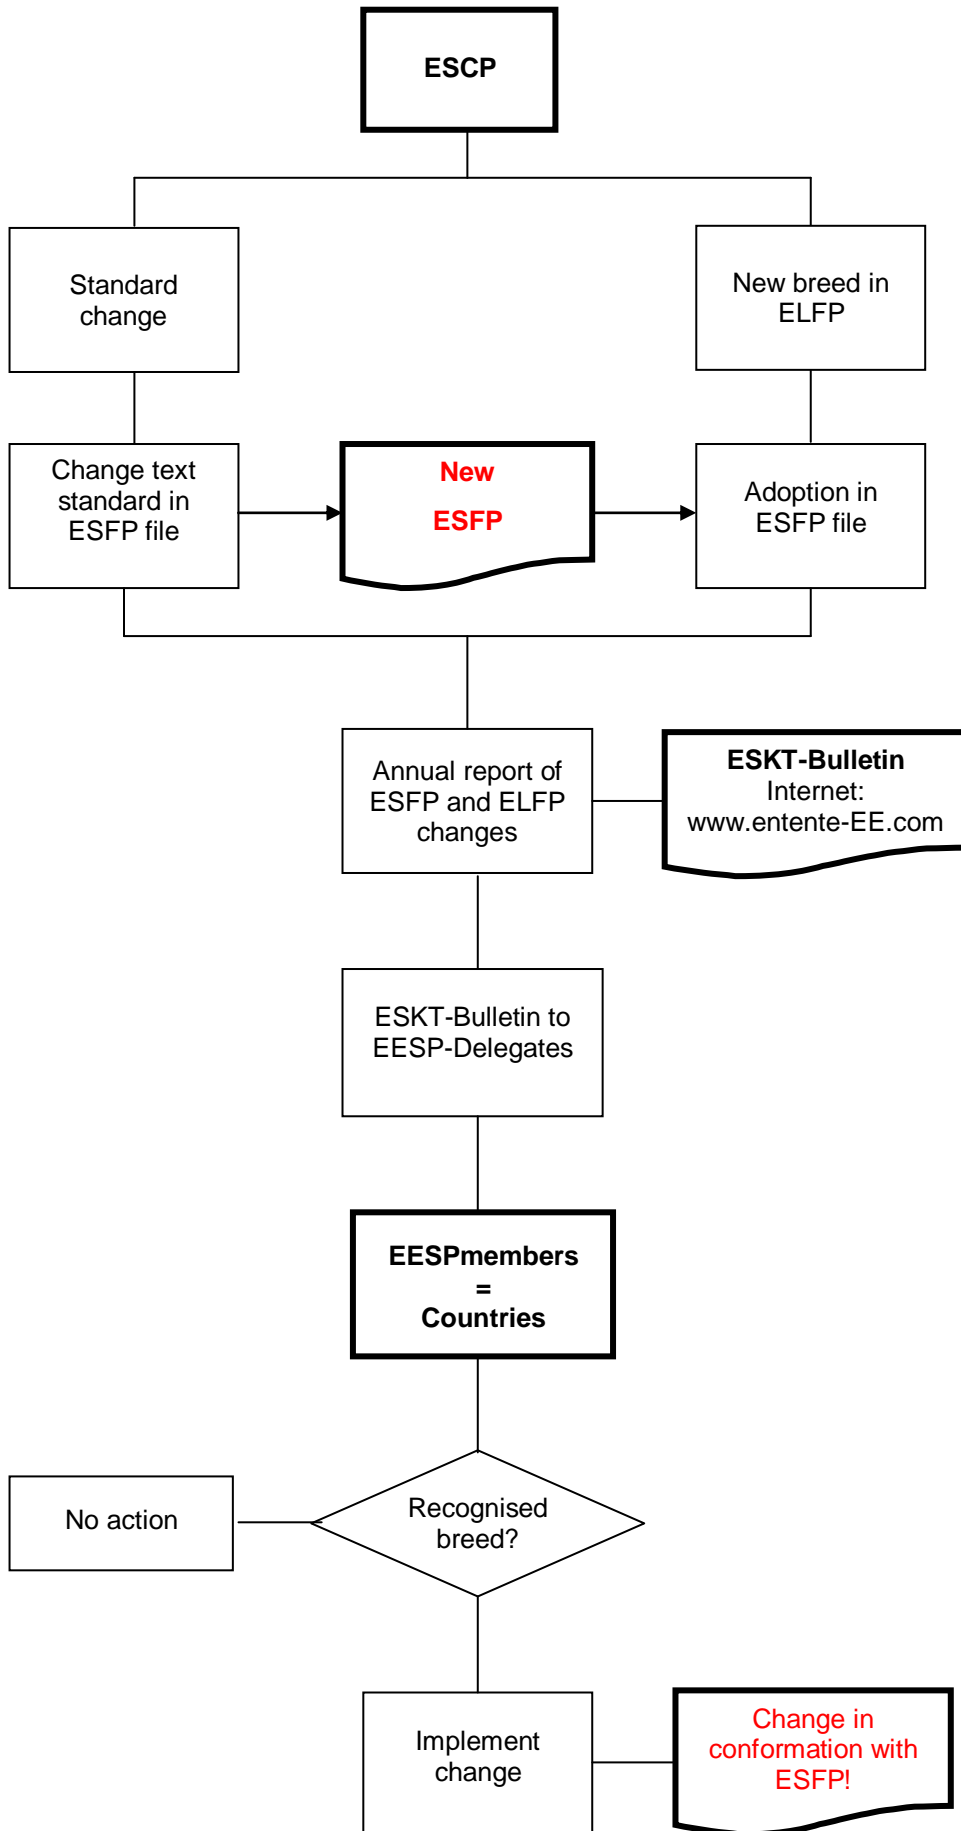 ESCP
Standard
change
New breed in
ELFP
Change text
standard in
ESFP file
New
ESFP
Adoption in
ESFP file
Annual report of
ESFP and ELFP
changes
ESKT-Bulletin
Internet:
www.entente-EE.com
ESKT-Bulletin to
EESP-Delegates
EESPmembers
=
Countries
No action
Recognised
breed?
Implement
change
Change in
conformation with
ESFP!